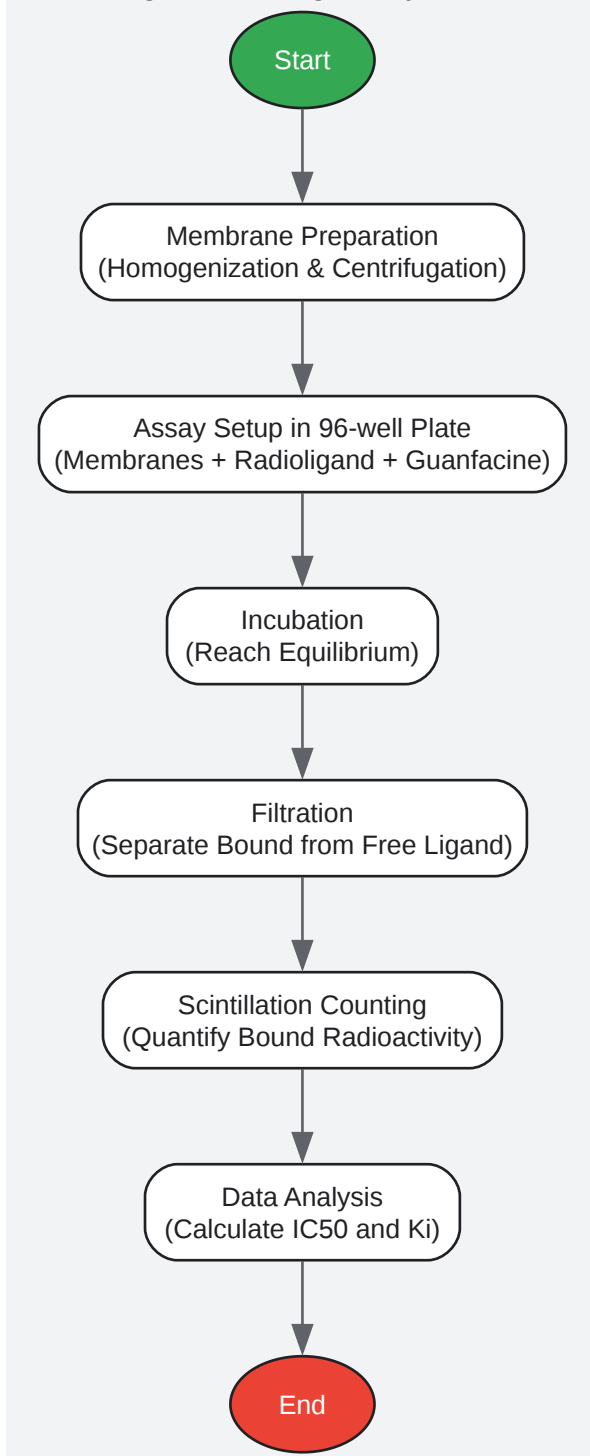 Start
Membrane Preparation
(Homogenization & Centrifugation)
Assay Setup in 96-well Plate
(Membranes + Radioligand + Guanfacine)
Incubation
(Reach Equilibrium)
Filtration
(Separate Bound from Free Ligand)
Scintillation Counting
(Quantify Bound Radioactivity)
Data Analysis
(Calculate IC50 and Ki)
End